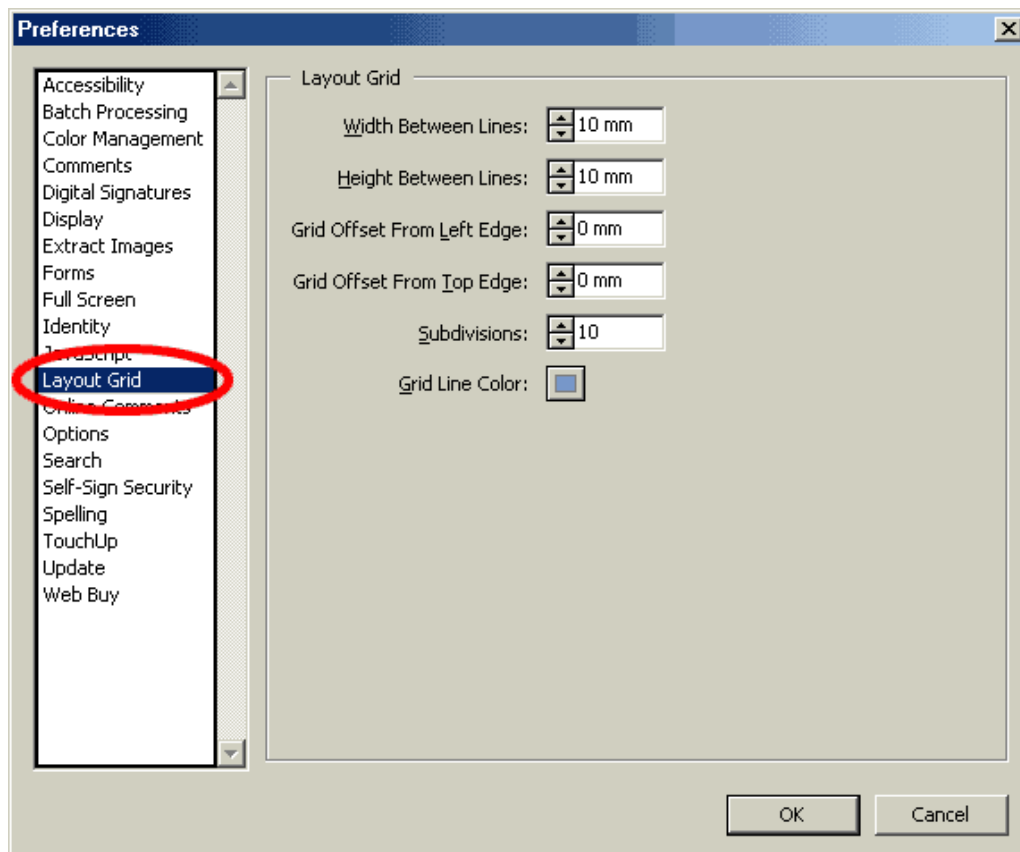 Preferences
Accessibility
Batch Processing
Color Management
Comments
Digital Signatures
Display
Extract Images
Forms
Full Screen
Identity
JavaScript
Layout Grid
Online Comments
Options
Search
Self-Sign Security
Spelling
TouchUp
Update
Web Buy
Layout Grid
Width Between Lines: 10 mm
Height Between Lines: 10 mm
Grid Offset From Left Edge: 0 mm
Grid Offset From Top Edge: 0 mm
Subdivisions: 10
Grid Line Color:
OK Cancel